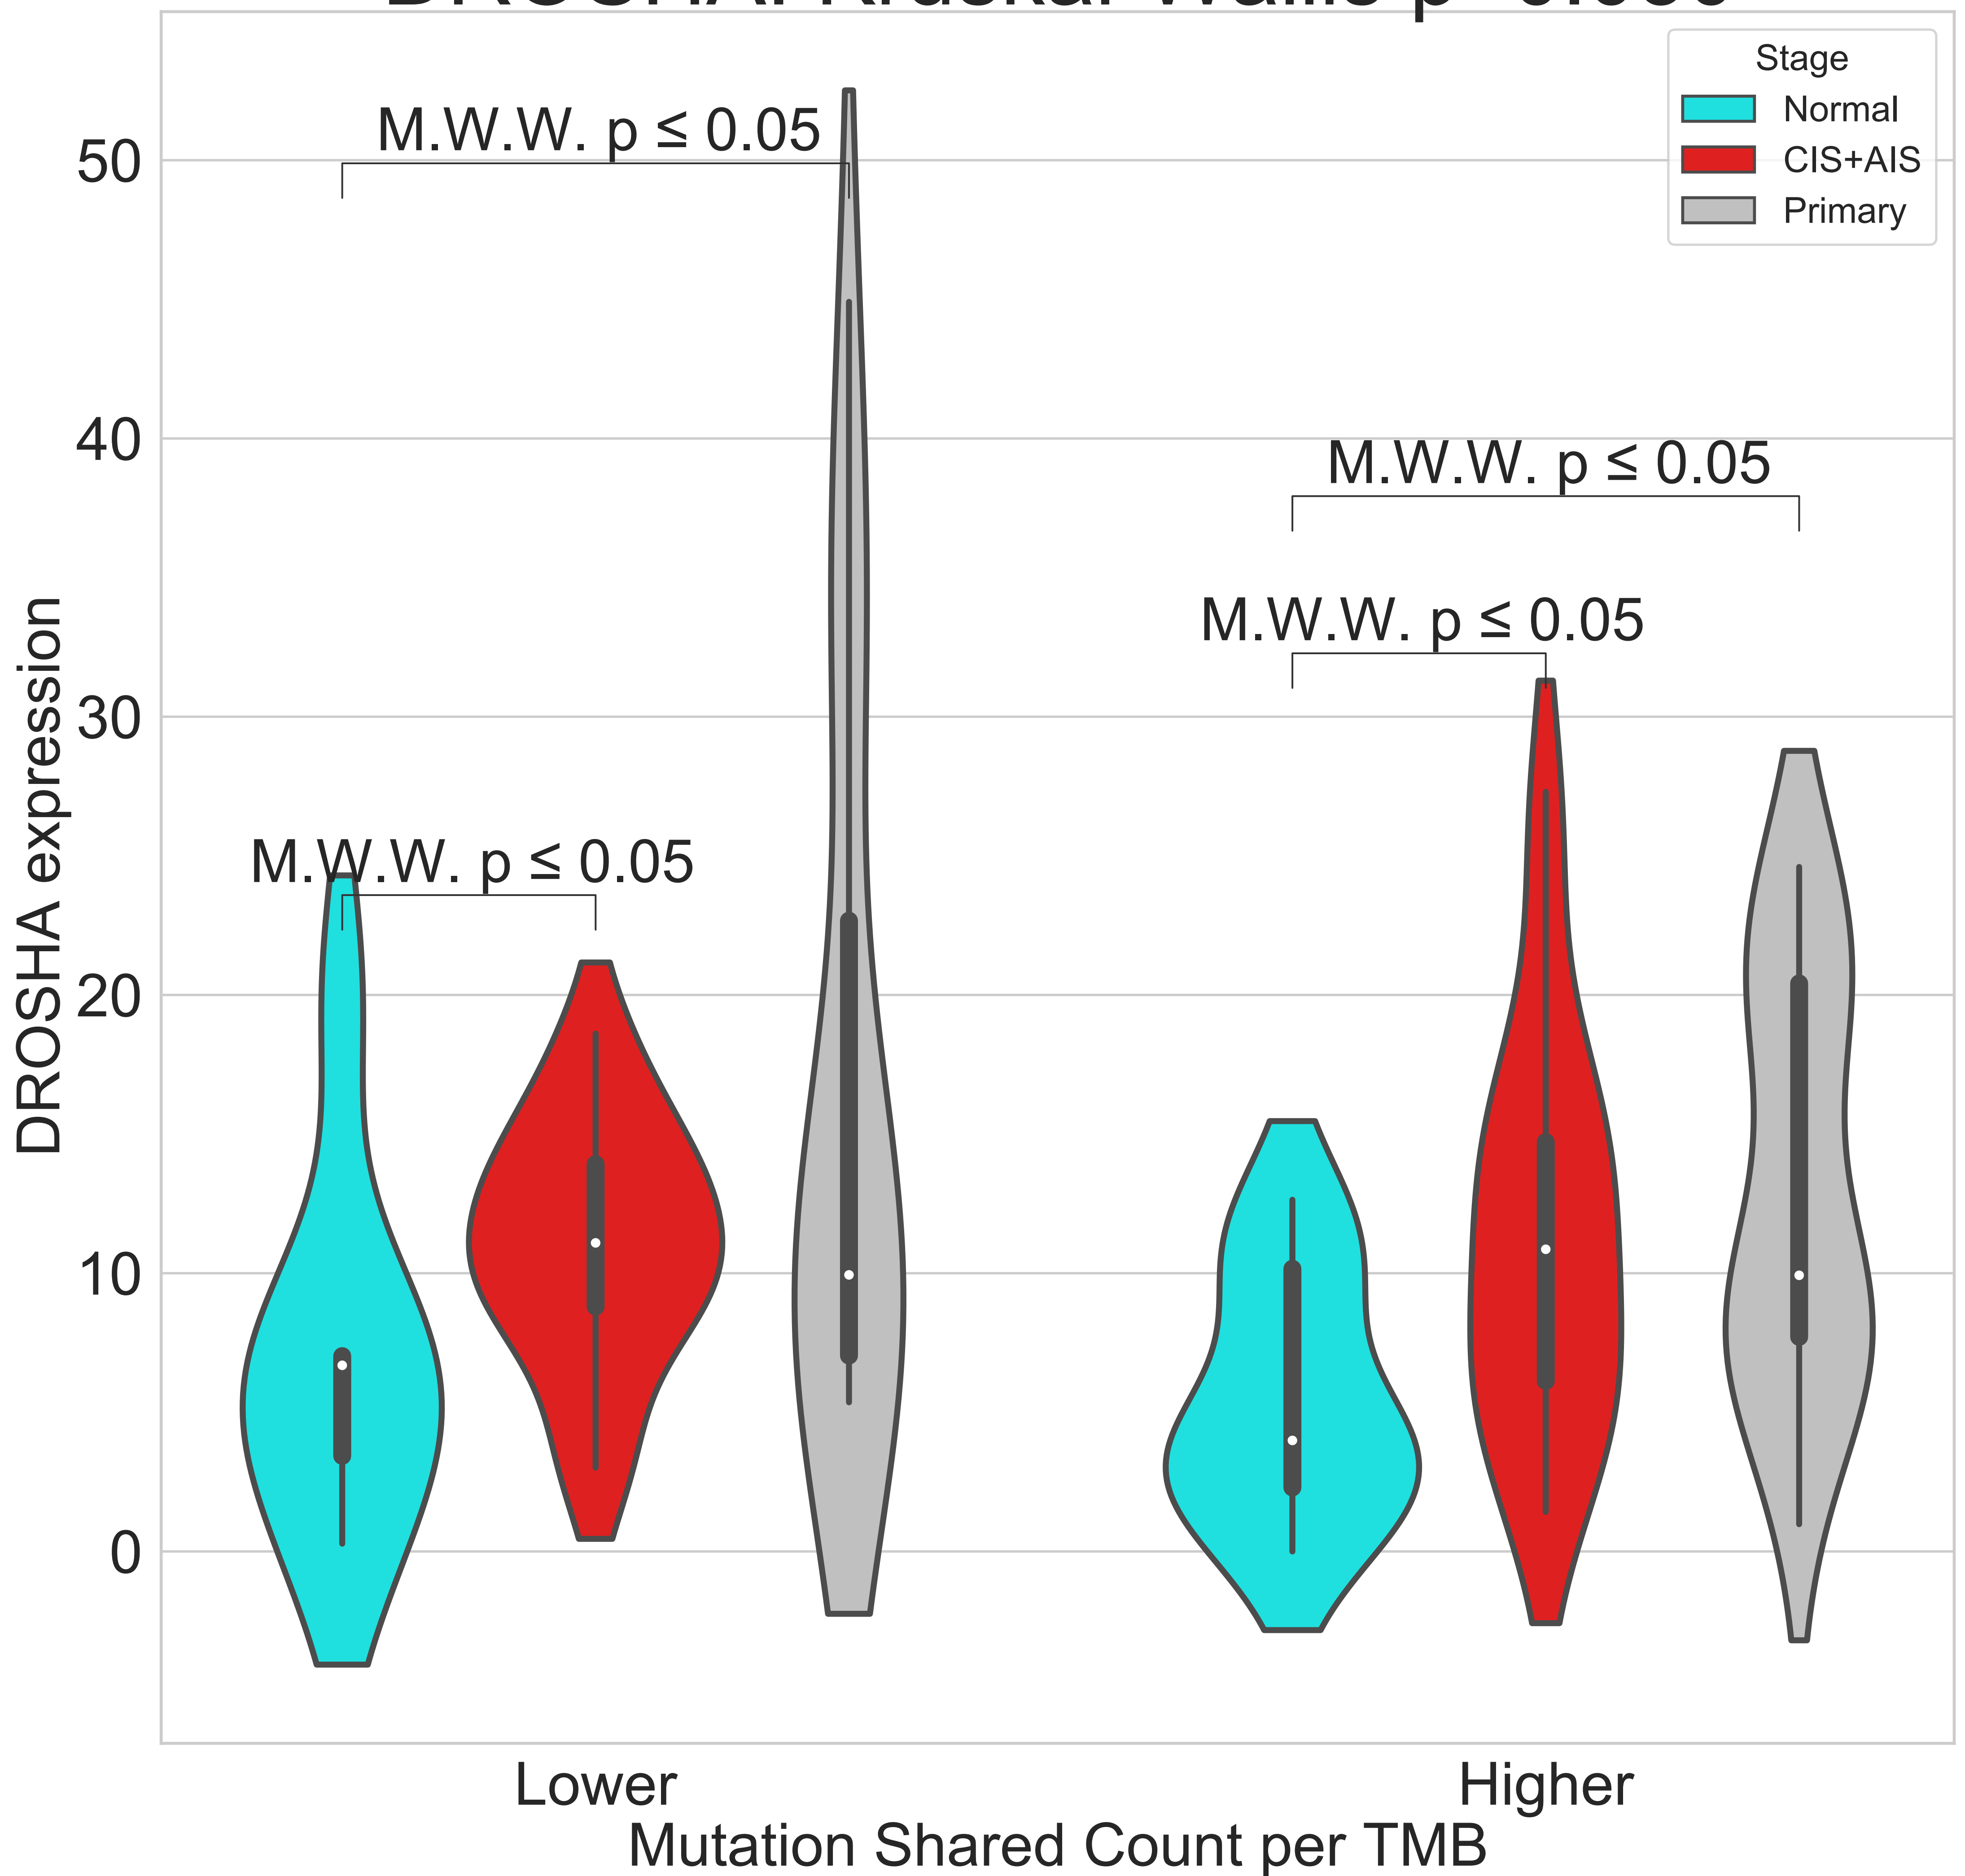 Stage
Normal
CIS+AIS
Primary
M.W.W. p ≤ 0.05
M.W.W. p ≤ 0.05
M.W.W. p ≤ 0.05
M.W.W. p ≤ 0.05
50
40
30
20
10
0
DROSHA expression
Lower
Higher
Mutation Shared Count per TMB